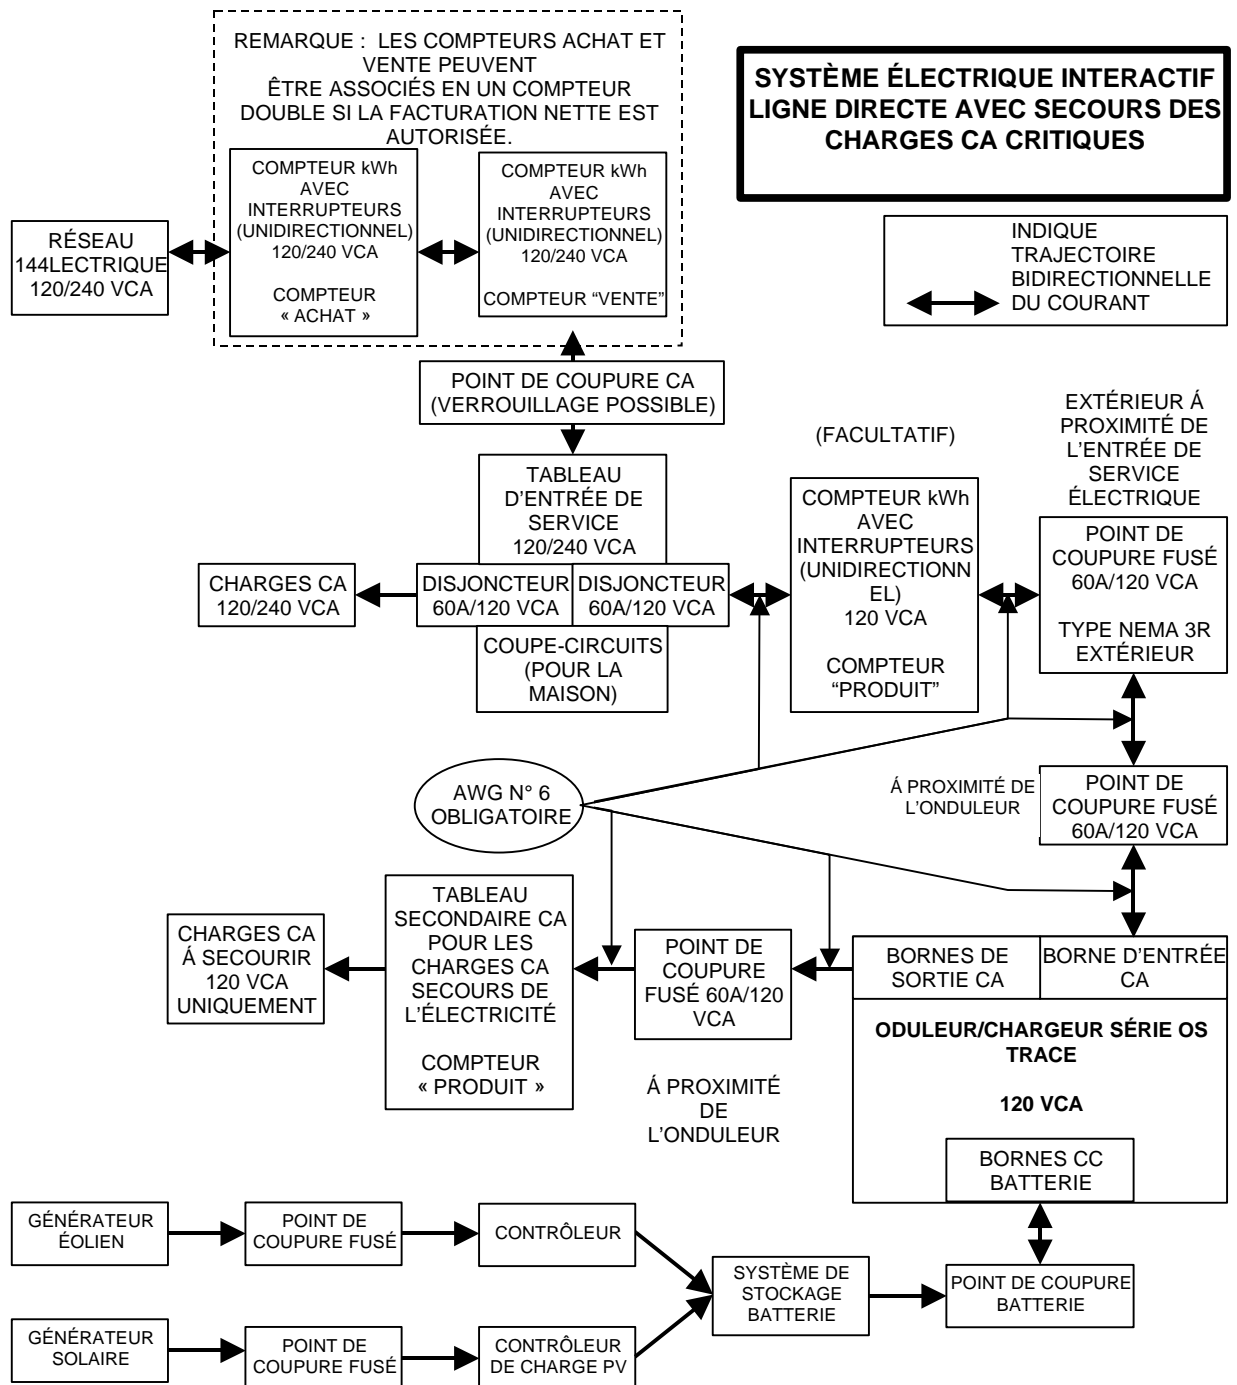 REMARQUE : LES COMPTEURS ACHAT ET
VENTE PEUVENT
ÊTRE ASSOCIÉS EN UN COMPTEUR
DOUBLE SI LA FACTURATION NETTE EST
AUTORISÉE.
SYSTÈME ÉLECTRIQUE INTERACTIF
LIGNE DIRECTE AVEC SECOURS DES
CHARGES CA CRITIQUES
INDIQUE
TRAJECTOIRE
BIDIRECTIONNELLE
DU COURANT
RÉSEAU
144LECTRIQUE
120/240 VCA
COMPTEUR kWh
AVEC
INTERRUPTEURS
(UNIDIRECTIONNEL)
120/240 VCA
COMPTEUR
« ACHAT »
COMPTEUR kWh
AVEC
INTERRUPTEURS
(UNIDIRECTIONNEL)
120/240 VCA
COMPTEUR “VENTE”
POINT DE COUPURE CA
(VERROUILLAGE POSSIBLE)
TABLEAU
D’ENTRÉE DE
SERVICE
120/240 VCA
CHARGES CA
120/240 VCA
DISJONCTEUR
60A/120 VCA
DISJONCTEUR
60A/120 VCA
COUPE-CIRCUITS
(POUR LA
MAISON)
(FACULTATIF)
COMPTEUR kWh
AVEC
INTERRUPTEURS
(UNIDIRECTIONN
EL)
120 VCA
COMPTEUR
“PRODUIT”
EXTÉRIEUR Á
PROXIMITÉ DE
L’ENTRÉE DE
SERVICE
ÉLECTRIQUE
POINT DE
COUPURE FUSÉ
60A/120 VCA
TYPE NEMA 3R
EXTÉRIEUR
AWG N° 6
OBLIGATOIRE
Á PROXIMITÉ DE
L’ONDULEUR
POINT DE
COUPURE FUSÉ
60A/120 VCA
CHARGES CA
Á SECOURIR
120 VCA
UNIQUEMENT
TABLEAU
SECONDAIRE CA
POUR LES
CHARGES CA
SECOURS DE
L’ÉLECTRICITÉ
COMPTEUR
« PRODUIT »
POINT DE
COUPURE
FUSÉ 60A/120
VCA
Á PROXIMITÉ
DE
L’ONDULEUR
BORNES DE
SORTIE CA
BORNE D’ENTRÉE
CA
ODULEUR/CHARGEUR SÉRIE OS
TRACE
120 VCA
BORNES CC
BATTERIE
GÉNÉRATEUR
ÉOLIEN
POINT DE
COUPURE FUSÉ
CONTRÔLEUR
SYSTÈME DE
STOCKAGE
BATTERIE
POINT DE COUPURE
BATTERIE
GÉNÉRATEUR
SOLAIRE
POINT DE
COUPURE FUSÉ
CONTRÔLEUR
DE CHARGE PV